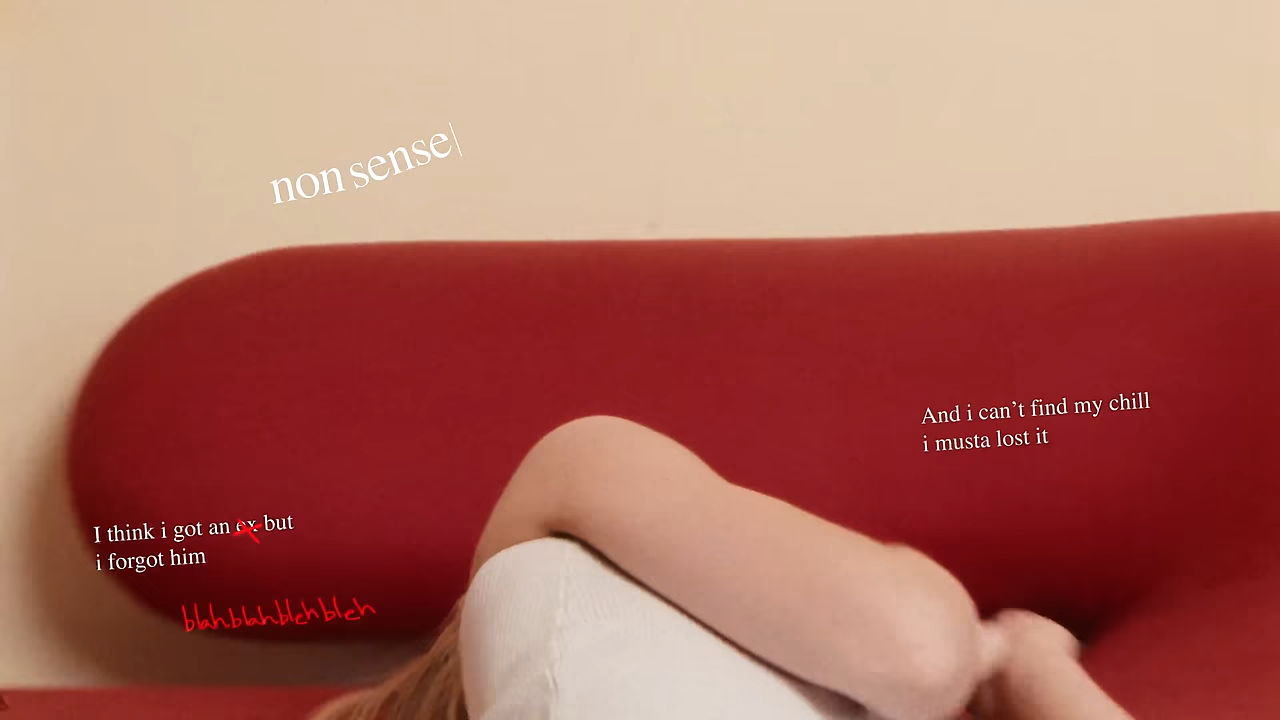 non sense|
And i can't find my chill
i musta lost it
I think i got an ex but
i forgot him
blahblahblehbleh